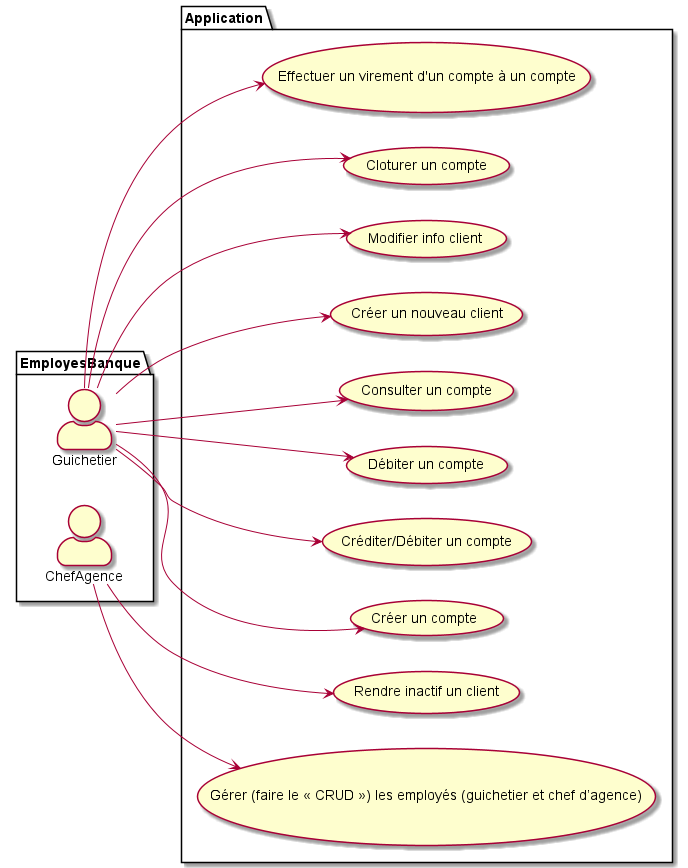 Application
Effectuer un virement d'un compte à un compte
Cloturer un compte
Modifier info client
Créer un nouveau client
EmployesBanque
Consulter un compte
Guichetier
Débiter un compte
Créditer/Débiter un compte
ChefAgence
Créer un compte
Rendre inactif un client
Gérer (faire le « CRUD ») les employés (guichetier et chef d'agence)